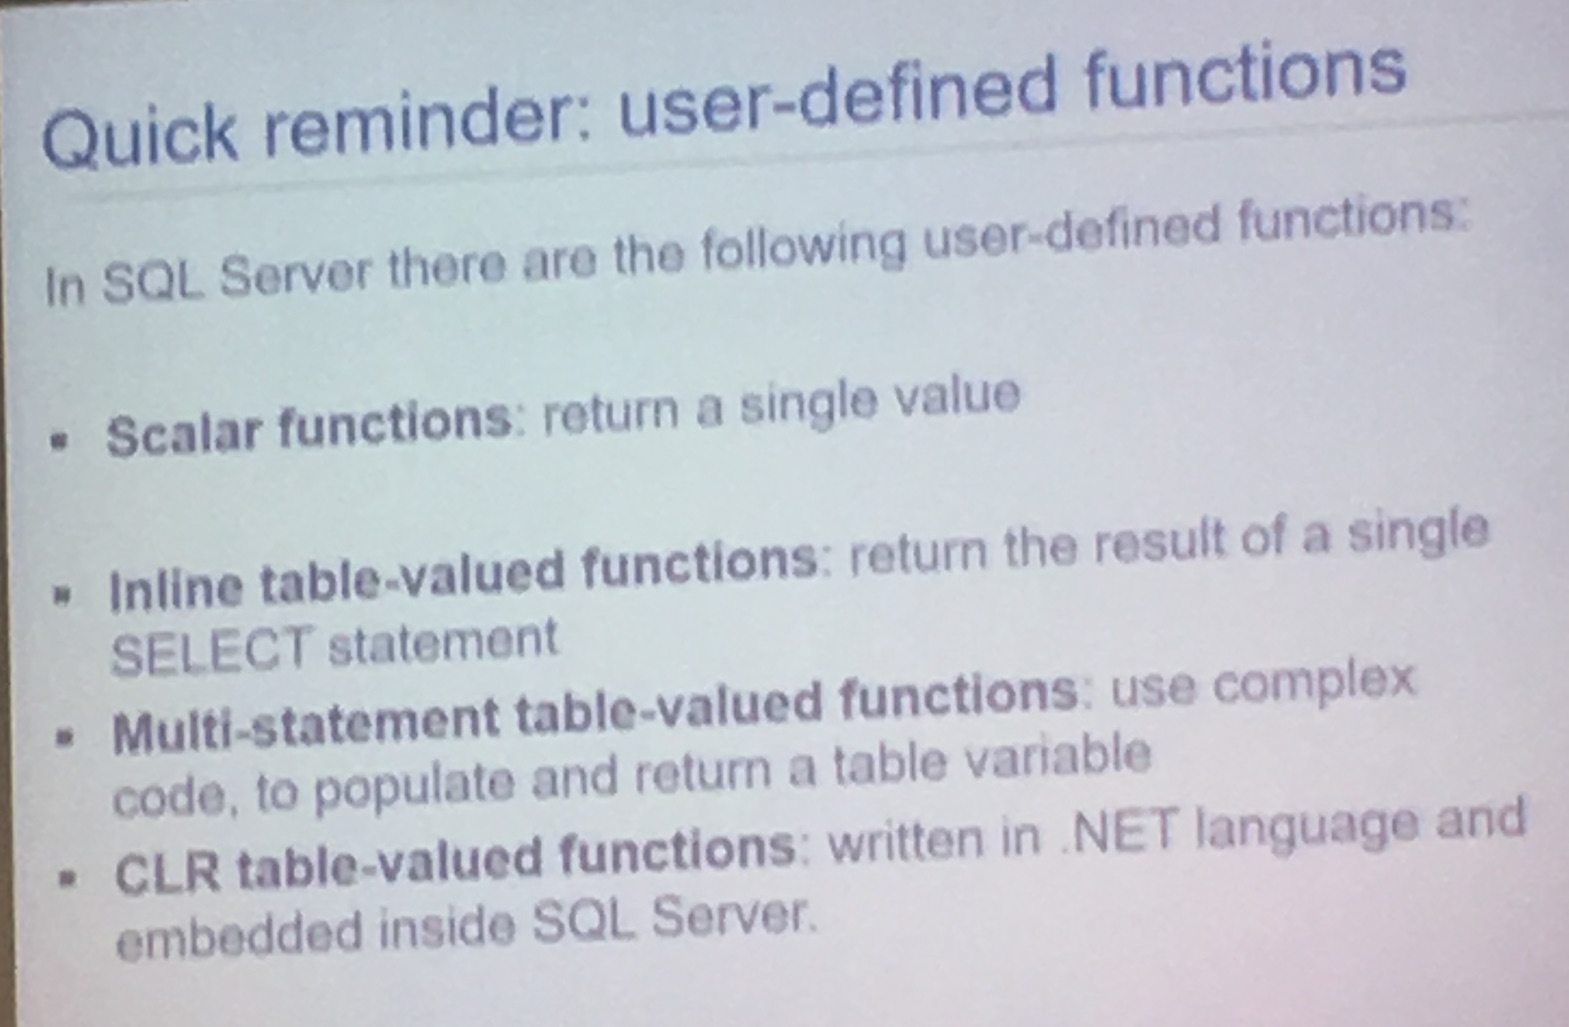 Quick reminder: user-defined functions
In SQL Server there are the following user-defined functions:
▪ Scalar functions: return a single value
▪ Inline table-valued functions: return the result of a single
SELECT statement
▪ Multi-statement table-valued functions: use complex
code, to populate and return a table variable
▪ CLR table-valued functions: written in .NET language and
embedded inside SQL Server.